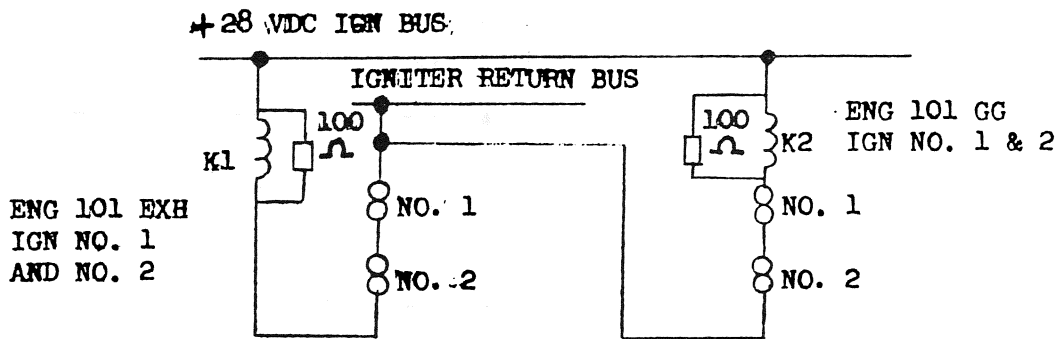 +28 VDC IGN BUS
IGNITER RETURN BUS
K1
100
Ω
NO. 1
NO. 2
ENG 101 EXH
IGN NO. 1
AND NO. 2
100
Ω
K2
ENG 101 GG
IGN NO. 1 & 2
NO. 1
NO. 2